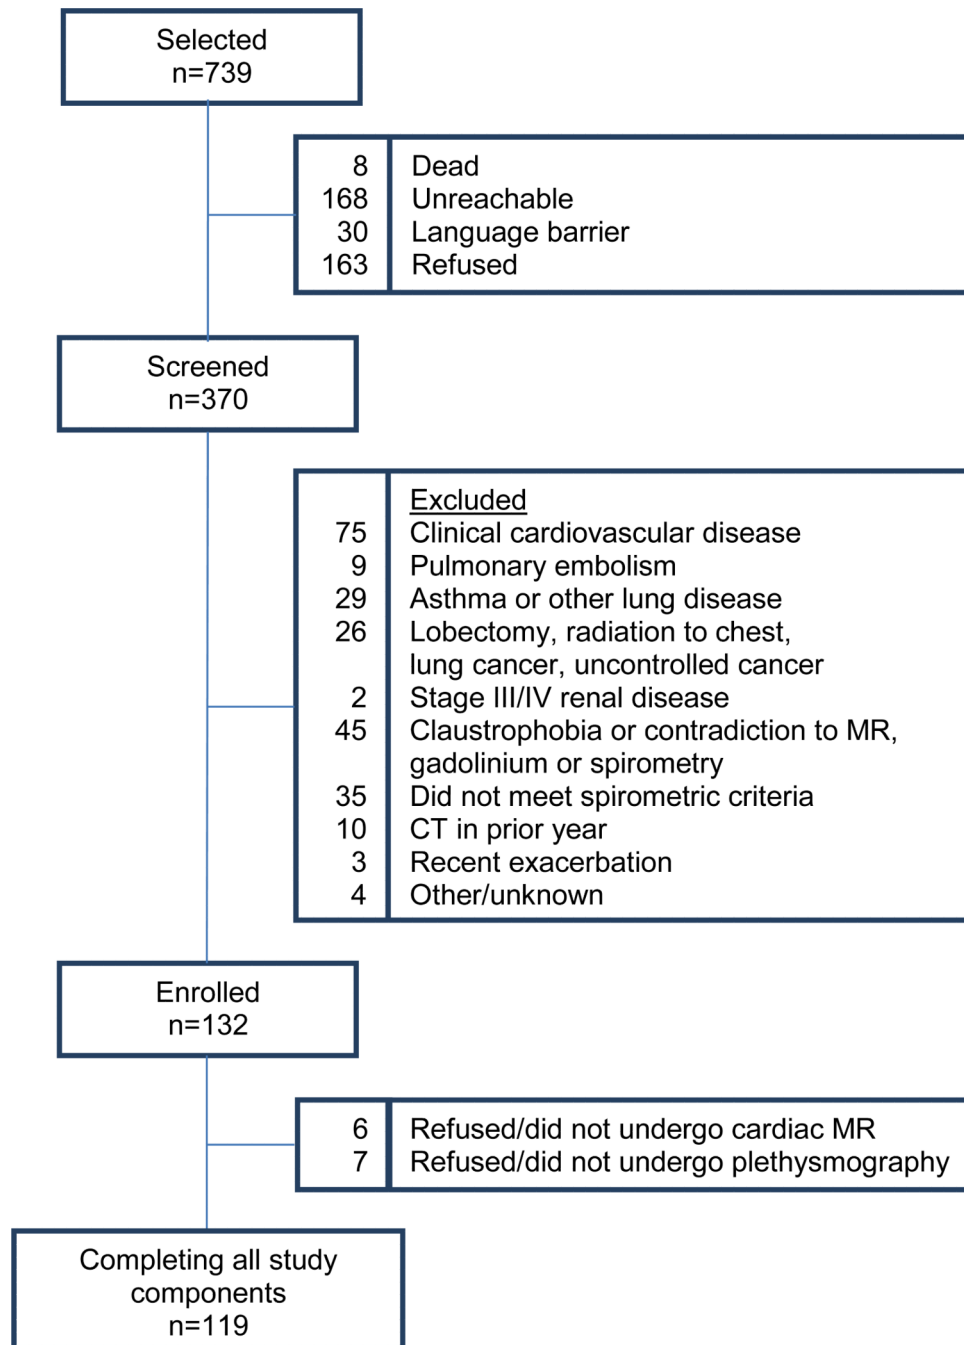 Selected
n=739
8 Dead
168 Unreachable
30 Language barrier
163 Refused
Screened
n=370
Excluded
75 Clinical cardiovascular disease
9 Pulmonary embolism
29 Asthma or other lung disease
26 Lobectomy, radiation to chest,
lung cancer, uncontrolled cancer
2 Stage III/IV renal disease
45 Claustrophobia or contradiction to MR,
gadolinium or spirometry
35 Did not meet spirometric criteria
10 CT in prior year
3 Recent exacerbation
4 Other/unknown
Enrolled
n=132
6 Refused/did not undergo cardiac MR
7 Refused/did not undergo plethysmography
Completing all study
components
n=119